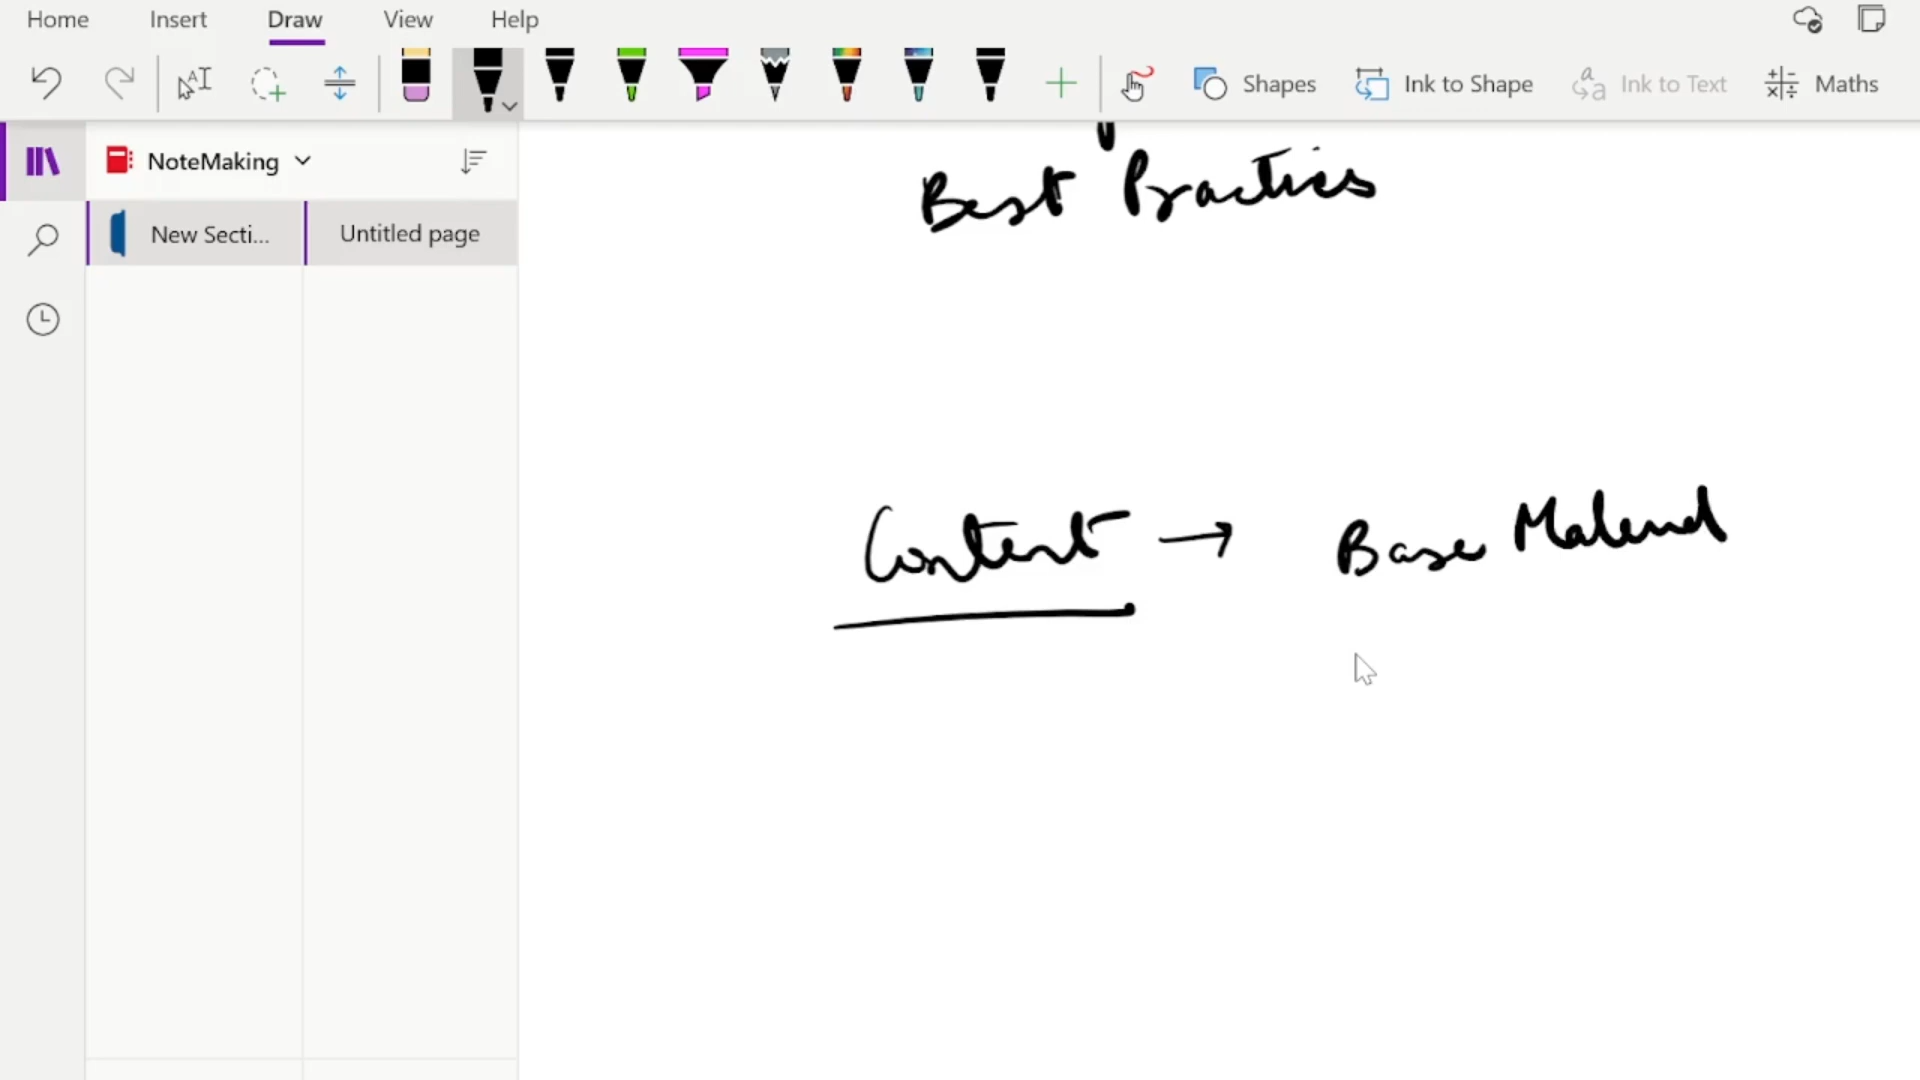 Home Insert Draw View Help
Shapes Ink to Shape Ink to Text Maths
NoteMaking
New Secti... Untitled page
Best Practices
Content → Base Material